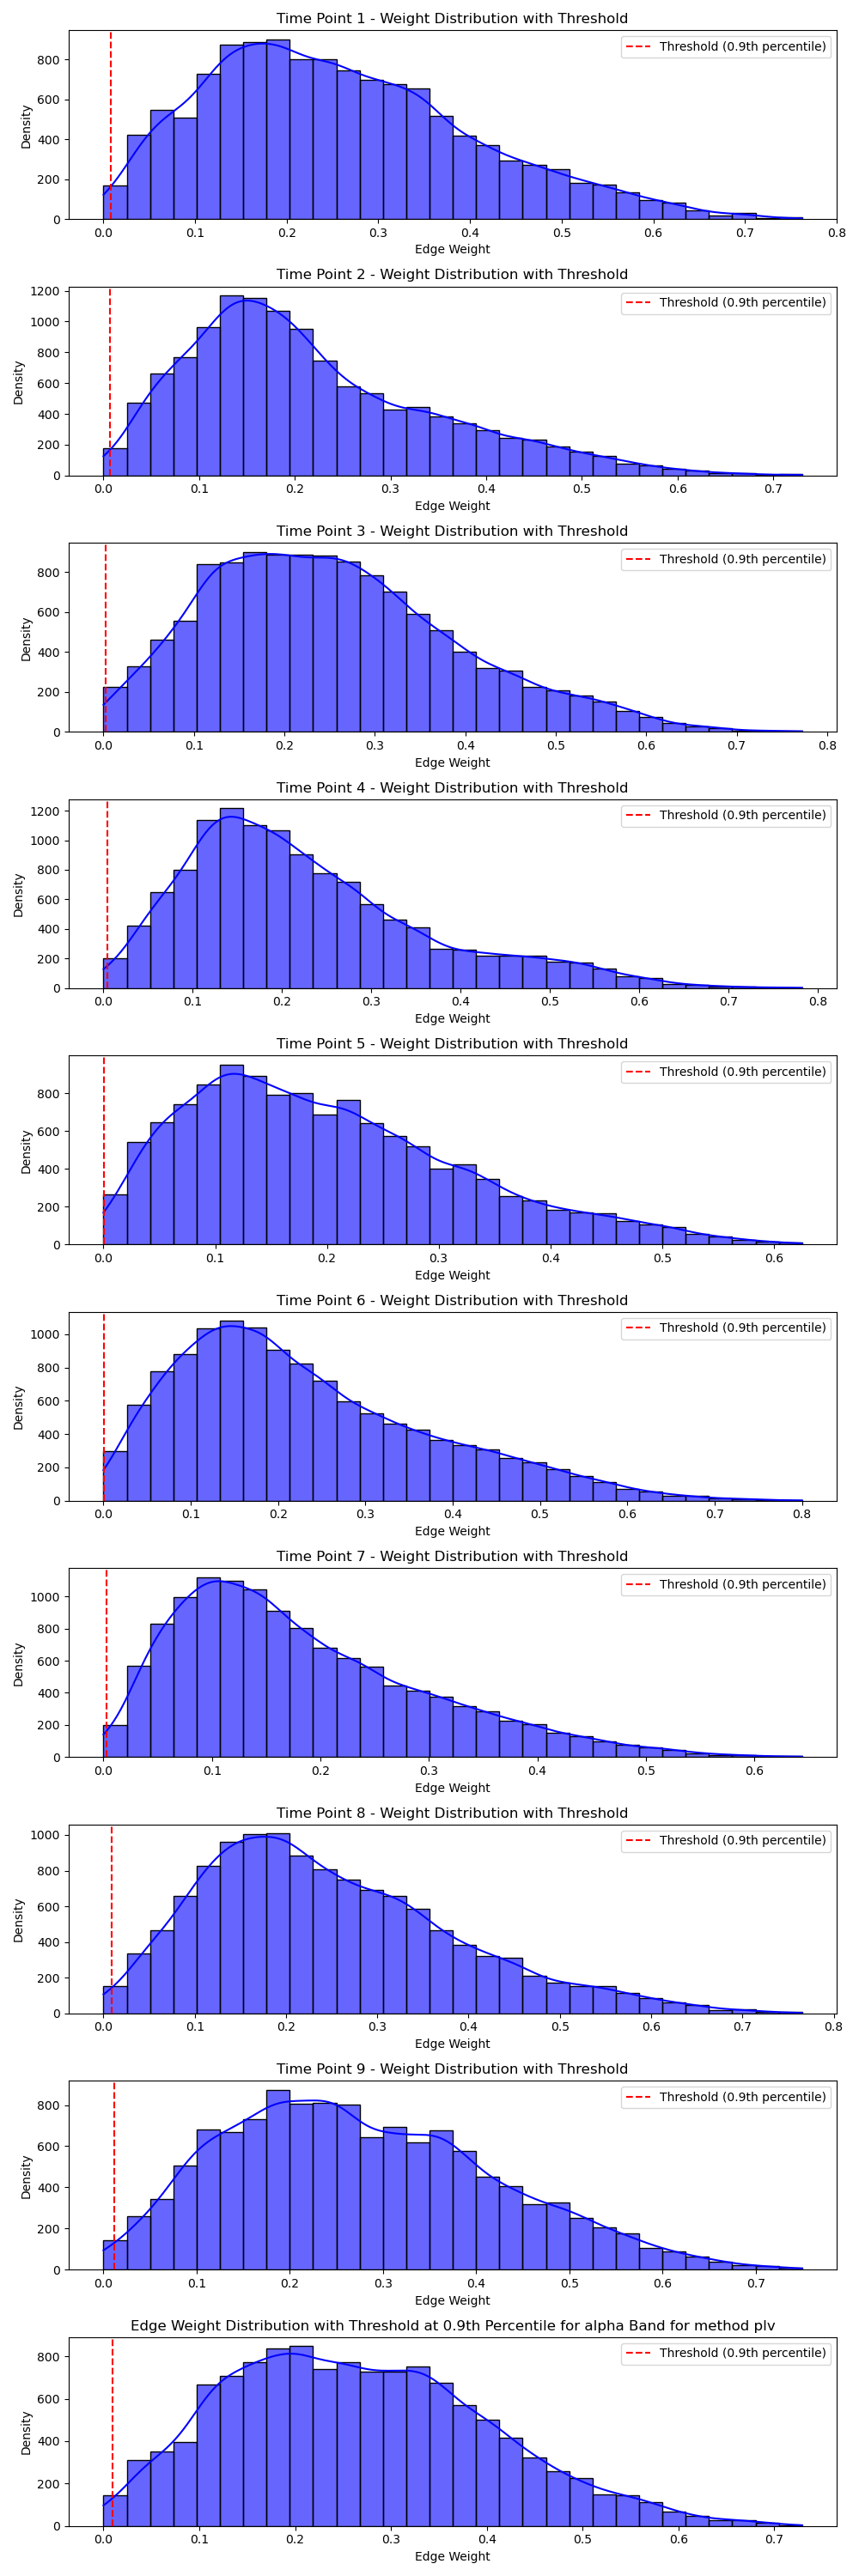 Time Point 1 - Weight Distribution with Threshold
Threshold (0.9th percentile)
Density
800
600
400
200
0
0.0 0.1 0.2 0.3 0.4 0.5 0.6 0.7 0.8
Edge Weight
Time Point 2 - Weight Distribution with Threshold
Threshold (0.9th percentile)
Density
1200
1000
800
600
400
200
0
0.0 0.1 0.2 0.3 0.4 0.5 0.6 0.7
Edge Weight
Time Point 3 - Weight Distribution with Threshold
Threshold (0.9th percentile)
Density
800
600
400
200
0
0.0 0.1 0.2 0.3 0.4 0.5 0.6 0.7 0.8
Edge Weight
Time Point 4 - Weight Distribution with Threshold
Threshold (0.9th percentile)
Density
1200
1000
800
600
400
200
0
0.0 0.1 0.2 0.3 0.4 0.5 0.6 0.7 0.8
Edge Weight
Time Point 5 - Weight Distribution with Threshold
Threshold (0.9th percentile)
Density
800
600
400
200
0
0.0 0.1 0.2 0.3 0.4 0.5 0.6
Edge Weight
Time Point 6 - Weight Distribution with Threshold
Threshold (0.9th percentile)
Density
1000
800
600
400
200
0
0.0 0.1 0.2 0.3 0.4 0.5 0.6 0.7 0.8
Edge Weight
Time Point 7 - Weight Distribution with Threshold
Threshold (0.9th percentile)
Density
1000
800
600
400
200
0
0.0 0.1 0.2 0.3 0.4 0.5 0.6
Edge Weight
Time Point 8 - Weight Distribution with Threshold
Threshold (0.9th percentile)
Density
1000
800
600
400
200
0
0.0 0.1 0.2 0.3 0.4 0.5 0.6 0.7 0.8
Edge Weight
Time Point 9 - Weight Distribution with Threshold
Threshold (0.9th percentile)
Density
800
600
400
200
0
0.0 0.1 0.2 0.3 0.4 0.5 0.6 0.7
Edge Weight
Edge Weight Distribution with Threshold at 0.9th Percentile for alpha Band for method plv
Threshold (0.9th percentile)
Density
800
600
400
200
0
0.0 0.1 0.2 0.3 0.4 0.5 0.6 0.7
Edge Weight